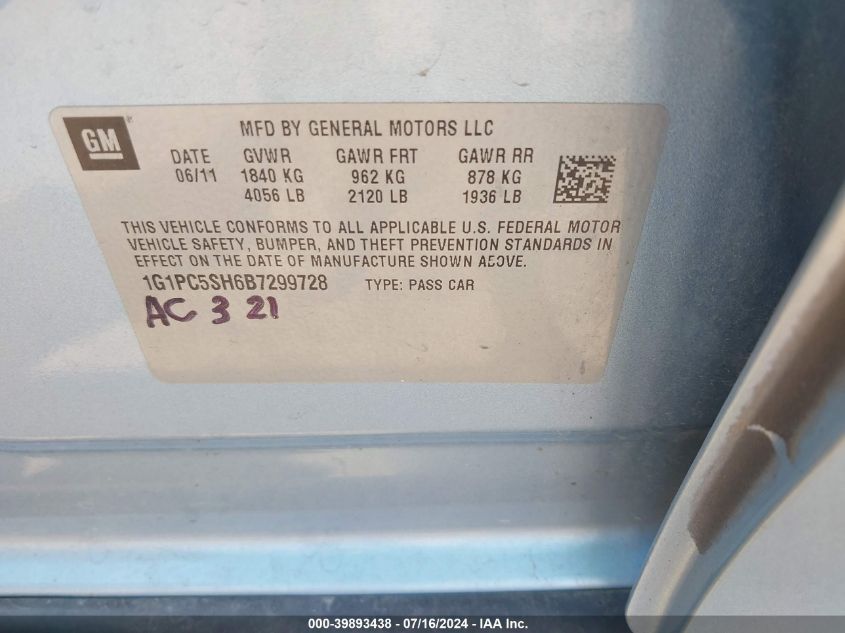 GM
MFD BY GENERAL MOTORS LLC
DATE GVWR GAWR FRT GAWR RR
06/11 1840 KG 962 KG 878 KG
4056 LB 2120 LB 1936 LB
THIS VEHICLE CONFORMS TO ALL APPLICABLE U.S. FEDERAL MOTOR
VEHICLE SAFETY, BUMPER, AND THEFT PREVENTION STANDARDS IN
EFFECT ON THE DATE OF MANUFACTURE SHOWN ABOVE.
1G1PC5SH6B7299728 TYPE: PASS CAR
AC 3 21
000-39893438 - 07/16/2024 - IAA Inc.